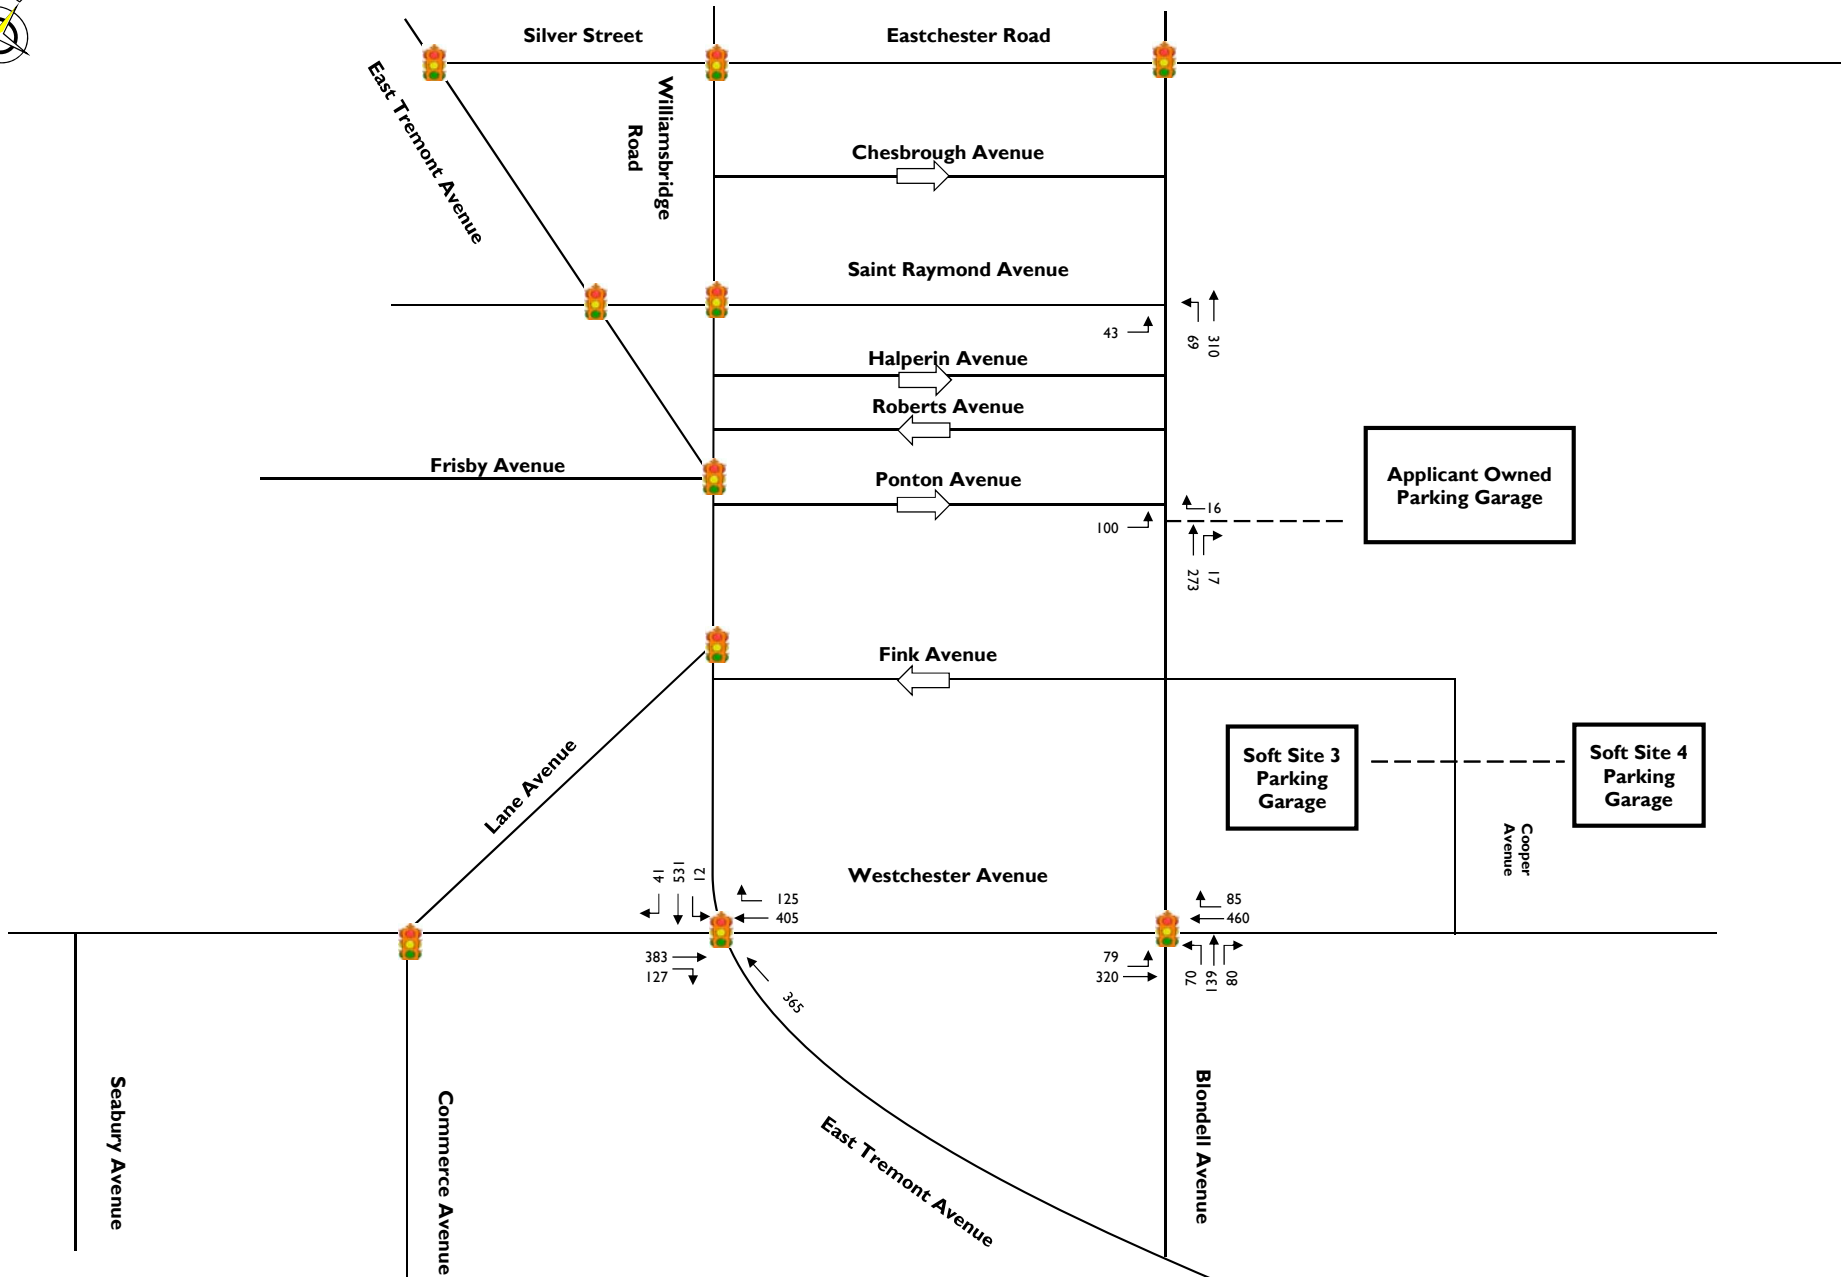 Silver Street
Eastchester Road
East Tremont Avenue
Williamsbridge
Road
Chesbrough Avenue
Saint Raymond Avenue
43
69
310
Halperin Avenue
Roberts Avenue
Frisby Avenue
Ponton Avenue
Applicant Owned
Parking Garage
16
100
273
17
Fink Avenue
Lane Avenue
Soft Site 3
Parking
Garage
Soft Site 4
Parking
Garage
Cooper
Avenue
Westchester Avenue
41
531
12
125
405
383
127
365
85
460
79
320
70
139
80
Seabury Avenue
Commerce Avenue
East Tremont Avenue
Blondell Avenue